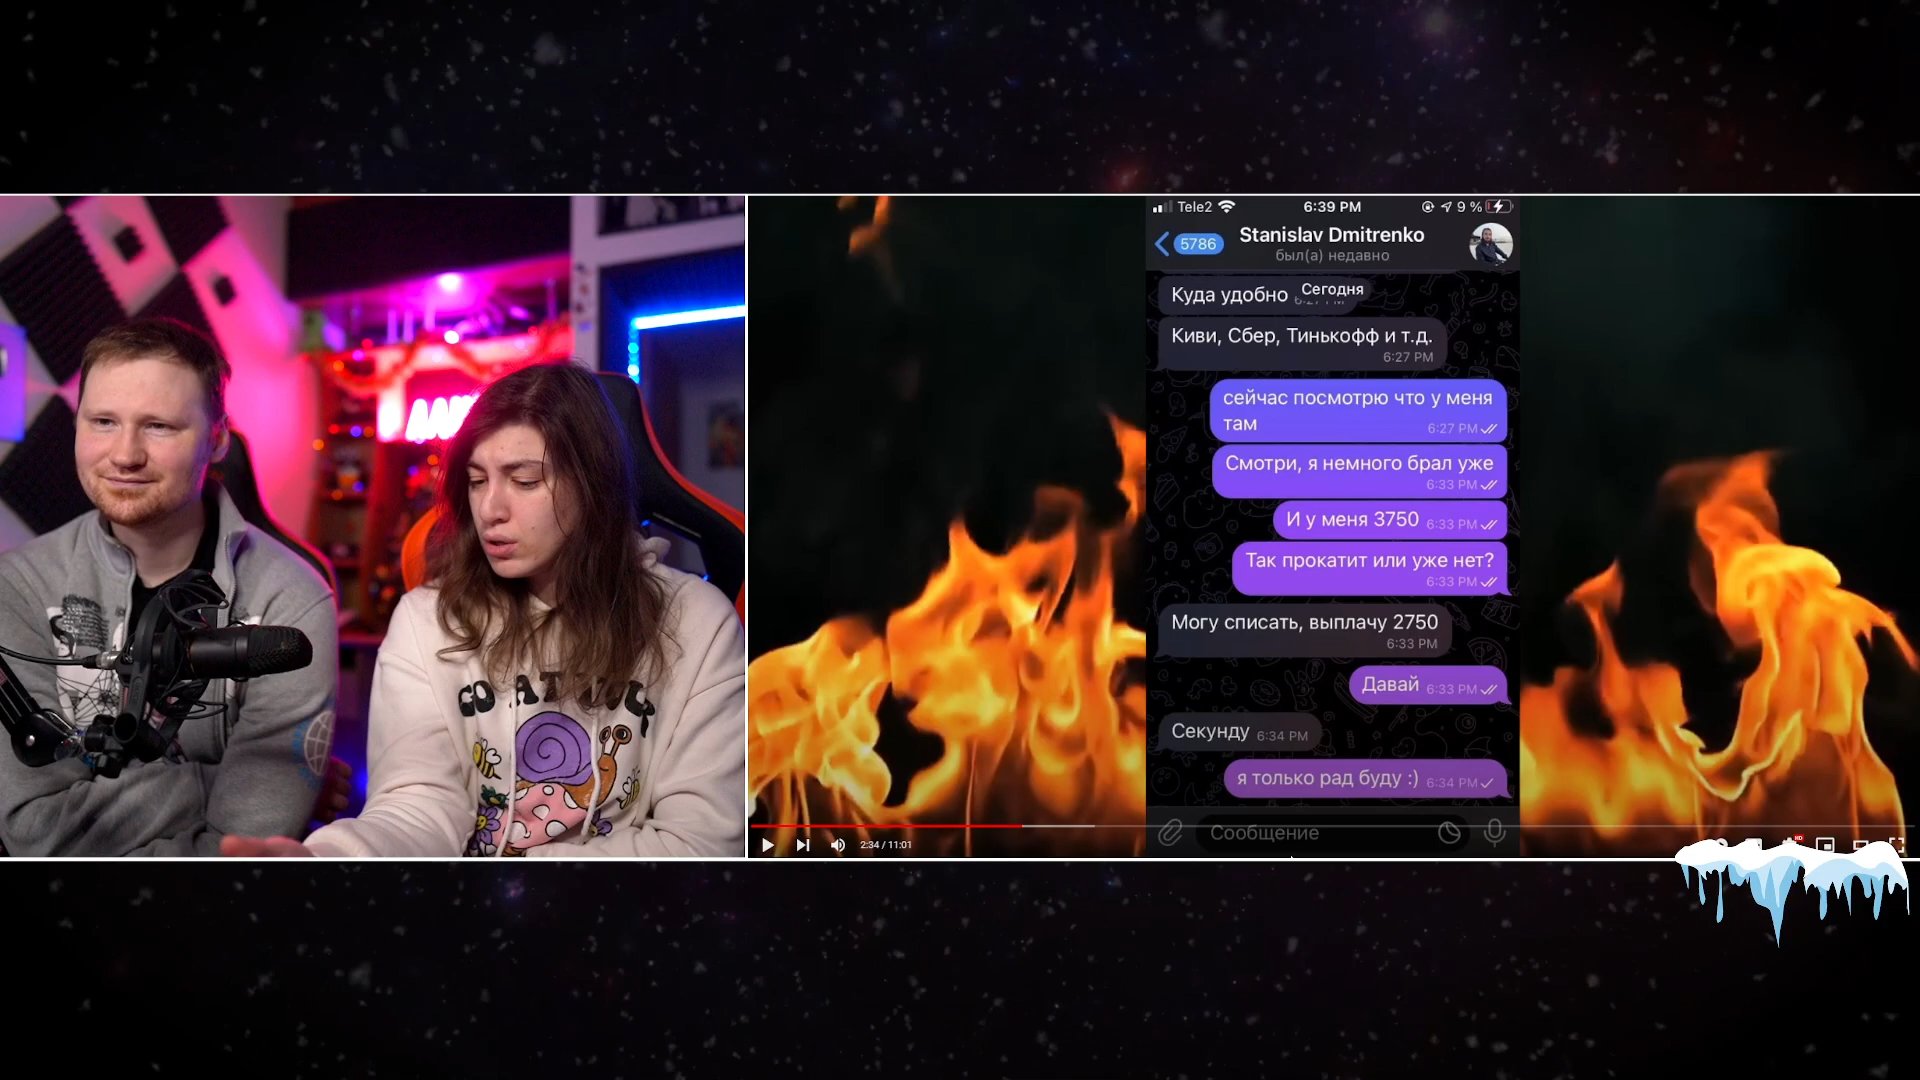 Tele2
6:39 PM
9 %
5786
Stanislav Dmitrenko
был(а) недавно
Сегодня
Куда удобно
Киви, Сбер, Тинькофф и т.д.
6:27 PM
сейчас посмотрю что у меня
там
6:27 PM
Смотри, я немного брал уже
6:33 PM
И у меня 3750 6:33 PM
Так прокатит или уже нет?
6:33 PM
Могу списать, выплачу 2750
6:33 PM
Давай 6:33 PM
Секунду 6:34 PM
я только рад буду :) 6:34 PM
Сообщение
2:34 / 11:01
HD